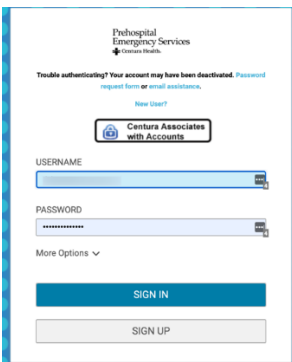 Prehospital
Emergency Services
Centura Health.
Trouble authenticating? Your account may have been deactivated. Password
request form or email assistance.
New User?
Centura Associates
with Accounts
USERNAME
PASSWORD
More Options
SIGN IN
SIGN UP